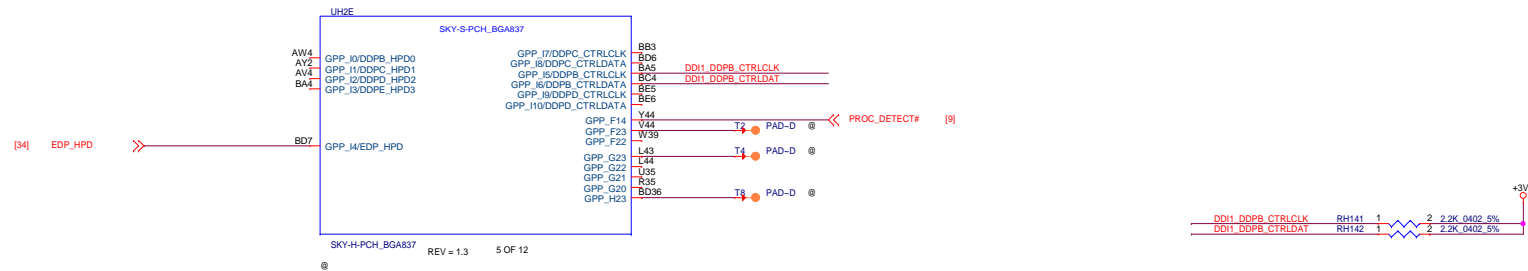 UH2E
SKY-S-PCH_BGA837
AW4 GPP_I0/DDPB_HPD0
AY2 GPP_I1/DDPC_HPD1
AV4 GPP_I2/DDPD_HPD2
BA4 GPP_I3/DDPE_HPD3
GPP_I7/DDPC_CTRLCLK BB3
GPP_I8/DDPC_CTRLDATA BD6
GPP_I5/DDPB_CTRLCLK BA5 DDI1_DDPB_CTRLCLK
GPP_I6/DDPB_CTRLDATA BC4 DDI1_DDPB_CTRLDAT
GPP_I9/DDPD_CTRLCLK BE5
GPP_I10/DDPD_CTRLDATA BE6
GPP_F14 Y44 PROC_DETECT# [9]
GPP_F23 V44 T2 PAD~D @
GPP_F22 W39
[34] EDP_HPD BD7 GPP_I4/EDP_HPD
GPP_G23 L43 T4 PAD~D @
GPP_G22 L44
GPP_G21 U35
GPP_G20 R35
GPP_H23 BD36 T8 PAD~D @
SKY-H-PCH_BGA837 REV = 1.3 5 OF 12
@
+3V
DDI1_DDPB_CTRLCLK RH141 1 2 2.2K_0402_5%
DDI1_DDPB_CTRLDAT RH142 1 2 2.2K_0402_5%